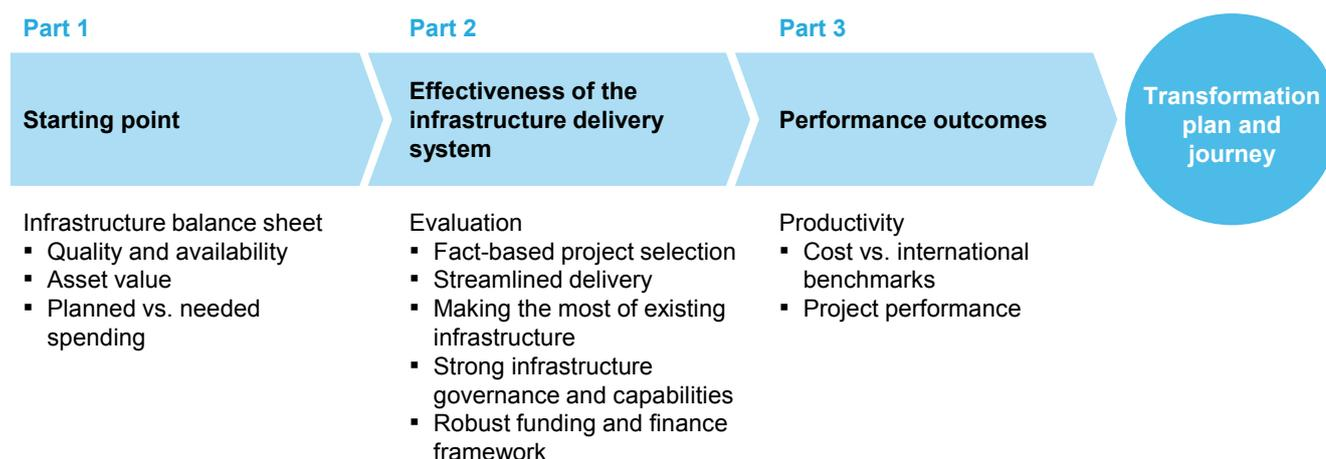 Part 1
Starting point
Infrastructure balance sheet
▪ Quality and availability
▪ Asset value
▪ Planned vs. needed
spending
Part 2
Effectiveness of the
infrastructure delivery
system
Evaluation
▪ Fact-based project selection
▪ Streamlined delivery
▪ Making the most of existing
infrastructure
▪ Strong infrastructure
governance and capabilities
▪ Robust funding and finance
framework
Part 3
Performance outcomes
Productivity
▪ Cost vs. international
benchmarks
▪ Project performance
Transformation
plan and
journey